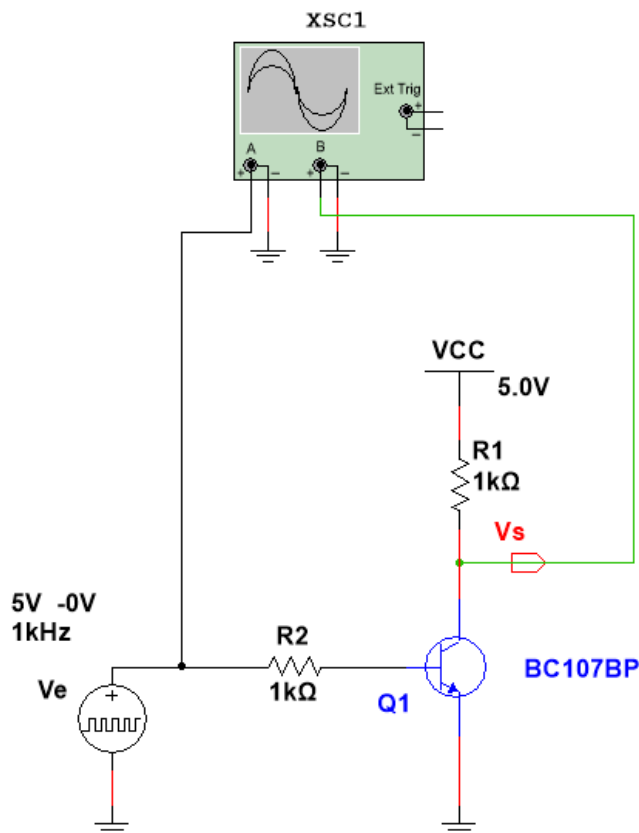 XSC1
Ext Trig
+
−
A
B
+ −
+ −
VCC
5.0V
R1
1kΩ
Vs
5V -0V
1kHz
R2
1kΩ
Ve
+
Q1
BC107BP